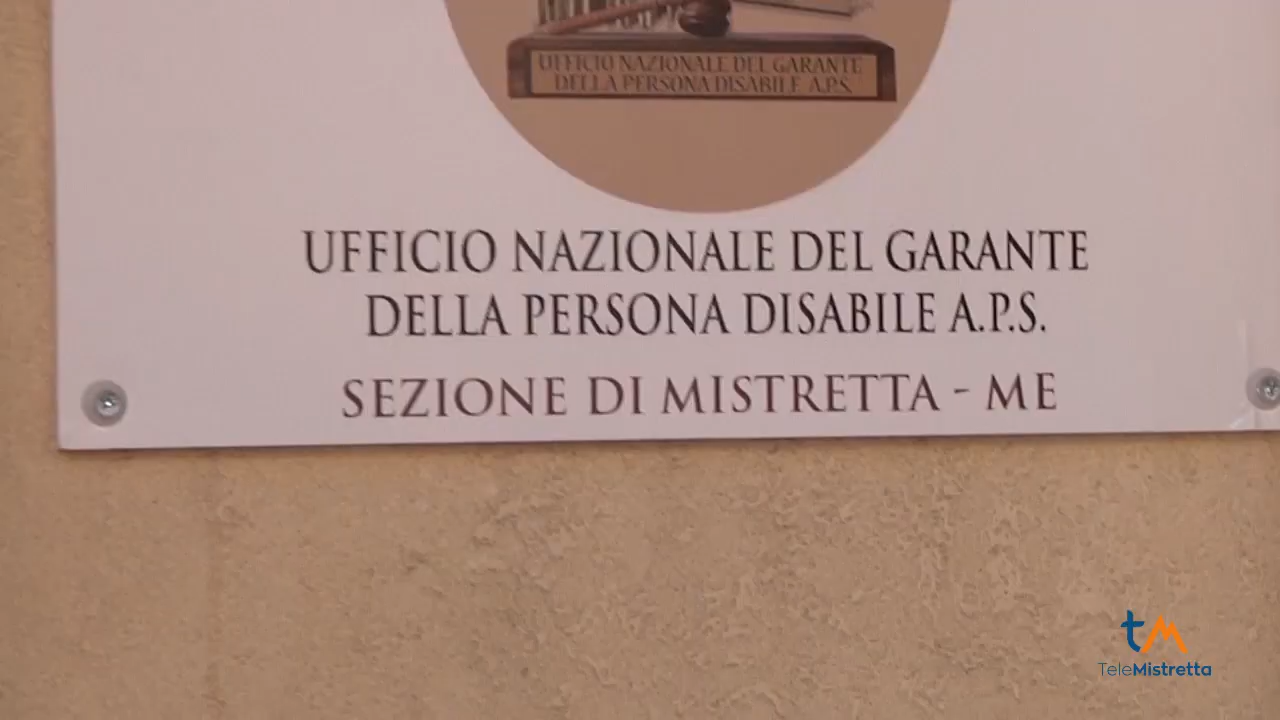 UFFICIO NAZIONALE DEL GARANTE
DELLA PERSONA DISABILE A.P.S.
UFFICIO NAZIONALE DEL GARANTE
DELLA PERSONA DISABILE A.P.S.
SEZIONE DI MISTRETTA - ME
tM
TeleMistretta